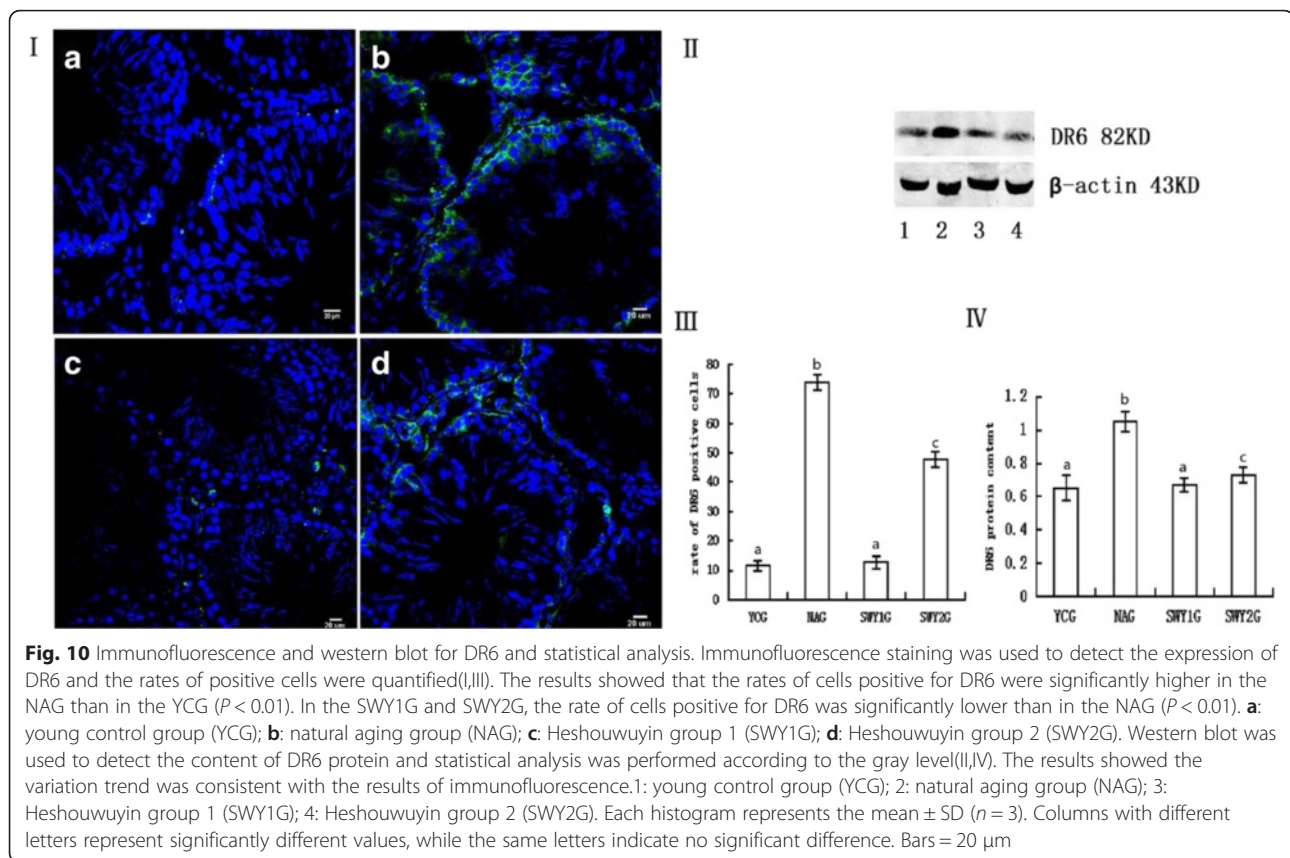 I
a
b
II
20 µm
20 um
DR6 82KD
β-actin 43KD
1 2 3 4
c
d
20 um
20 um
III
rate of DR6 positive cells
80
70
60
50
40
30
20
10
0
a
b
a
c
YCG NAG SWY1G SWY2G
IV
DR6 protein content
1.2
1
0.8
0.6
0.4
0.2
0
a
b
a
c
YCG NAG SWY1G SWY2G
Fig. 10 Immunofluorescence and western blot for DR6 and statistical analysis. Immunofluorescence staining was used to detect the expression of
DR6 and the rates of positive cells were quantified(I,III). The results showed that the rates of cells positive for DR6 were significantly higher in the
NAG than in the YCG (P < 0.01). In the SWY1G and SWY2G, the rate of cells positive for DR6 was significantly lower than in the NAG (P < 0.01). a:
young control group (YCG); b: natural aging group (NAG); c: Heshouwuyin group 1 (SWY1G); d: Heshouwuyin group 2 (SWY2G). Western blot was
used to detect the content of DR6 protein and statistical analysis was performed according to the gray level(II,IV). The results showed the
variation trend was consistent with the results of immunofluorescence.1: young control group (YCG); 2: natural aging group (NAG); 3:
Heshouwuyin group 1 (SWY1G); 4: Heshouwuyin group 2 (SWY2G). Each histogram represents the mean ± SD (n = 3). Columns with different
letters represent significantly different values, while the same letters indicate no significant difference. Bars = 20 μm